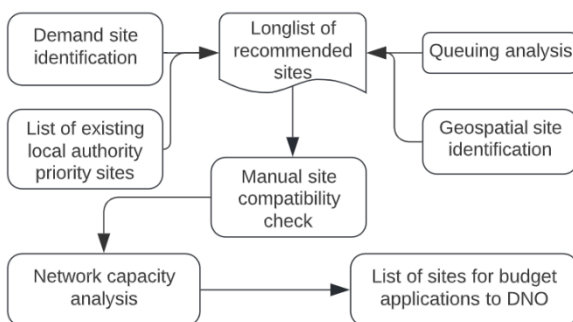 Demand site
identification
Longlist of
recommended
sites
Queuing analysis
List of existing
local authority
priority sites
Geospatial site
identification
Manual site
compatibility
check
Network capacity
analysis
List of sites for budget
applications to DNO